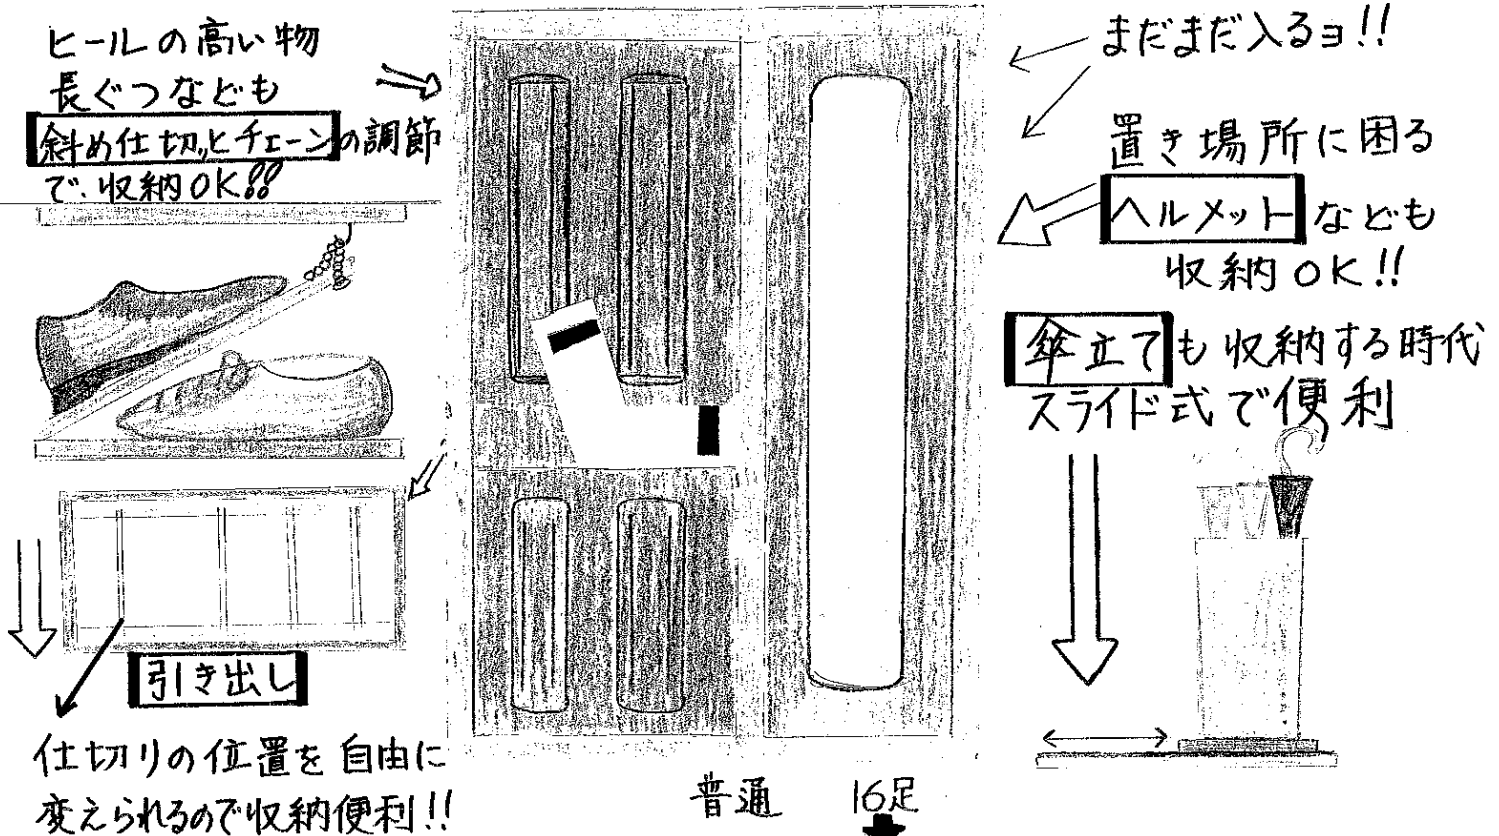 ヒールの高い物
長ぐつなども
斜め仕切りとチェーンの調節
で、収納OK!!
引き出し
仕切りの位置を自由に
変えられるので収納便利!!
普通 16足
まだまだ入るヨ!!
置き場所に困る
ヘルメットなども
収納OK!!
傘立ても収納する時代
スライド式で便利